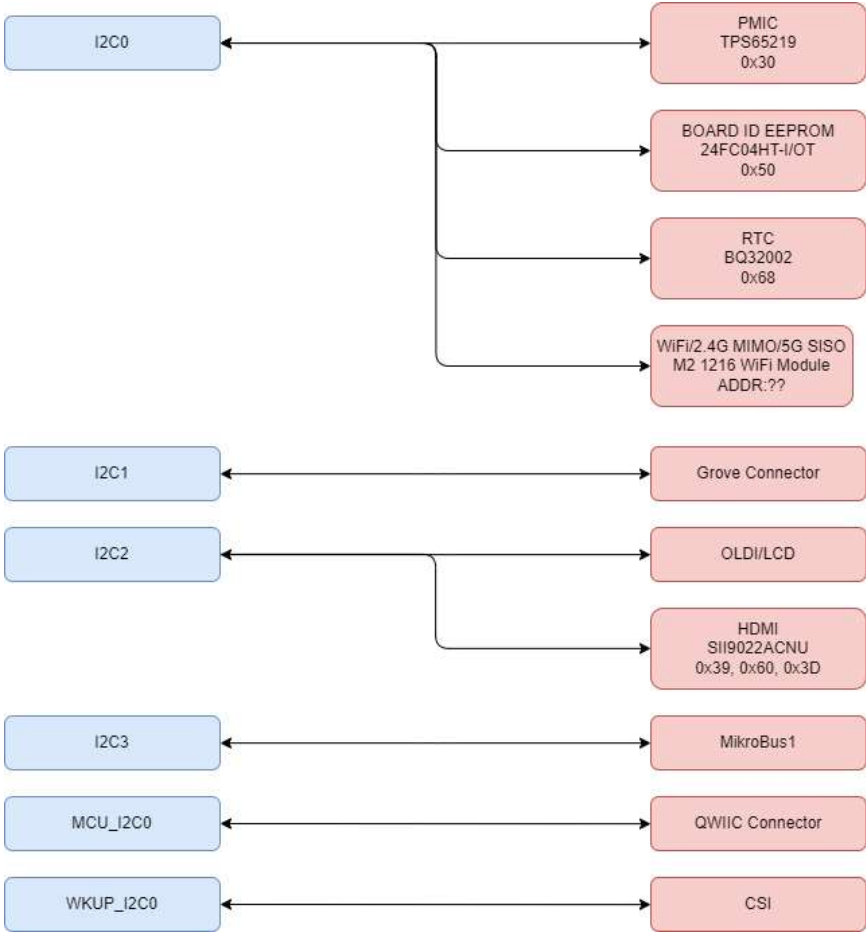 I2C0
PMIC
TPS65219
0x30
BOARD ID EEPROM
24FC04HT-I/OT
0x50
RTC
BQ32002
0x68
WiFi/2.4G MIMO/5G SISO
M2 1216 WiFi Module
ADDR:??
I2C1
Grove Connector
I2C2
OLDI/LCD
HDMI
SII9022ACNU
0x39, 0x60, 0x3D
I2C3
MikroBus1
MCU_I2C0
QWIIC Connector
WKUP_I2C0
CSI